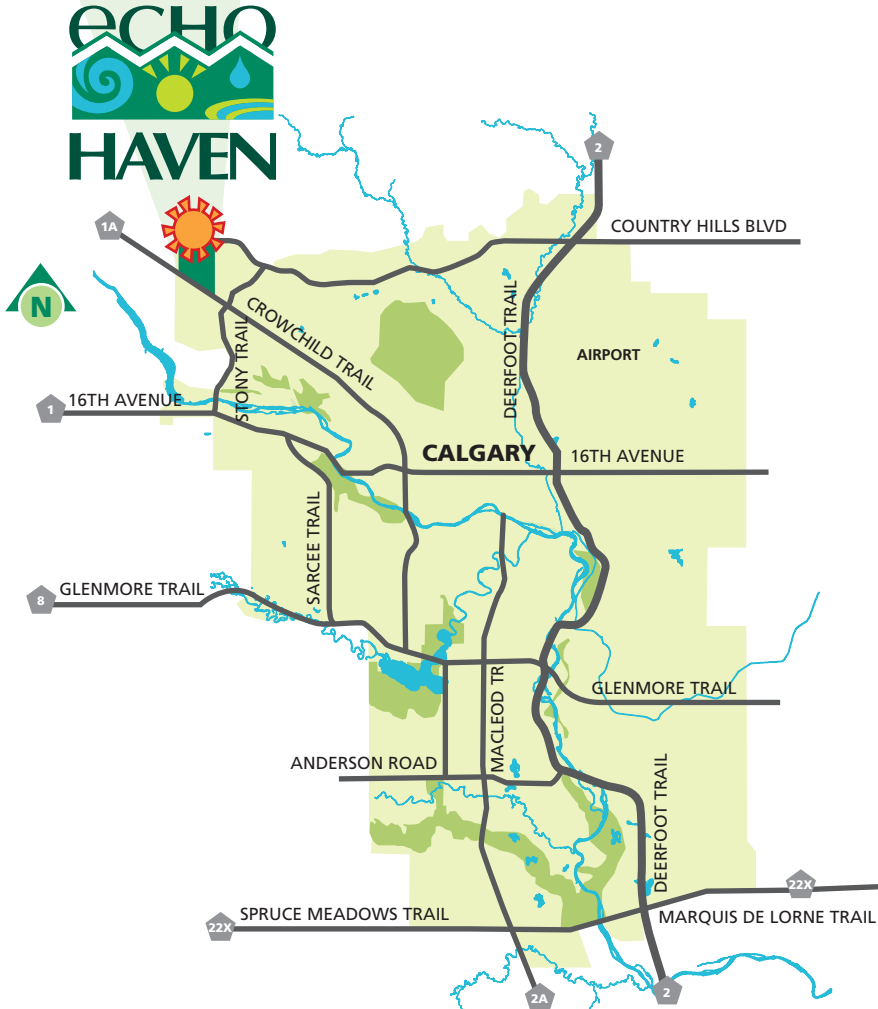 eCHO
HAVEN
2
1A
COUNTRY HILLS BLVD
N
CROWCHILD TRAIL
STONY TRAIL
DEERFOOT TRAIL
AIRPORT
1
16TH AVENUE
CALGARY
16TH AVENUE
SARCEE TRAIL
8
GLENMORE TRAIL
GLENMORE TRAIL
MACLEOD TR
ANDERSON ROAD
DEERFOOT TRAIL
22X
22X
SPRUCE MEADOWS TRAIL
MARQUIS DE LORNE TRAIL
2A
2